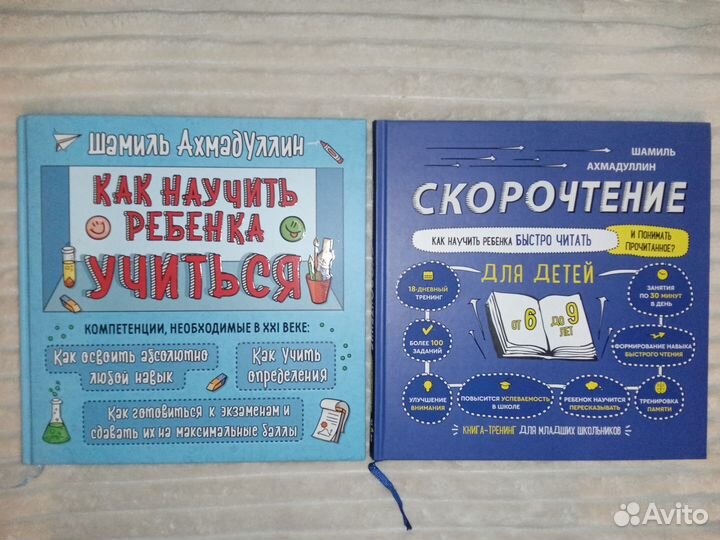 Шамиль Ахмадуллин
Как научить
ребенка
учиться
Компетенции, необходимые в XXI веке:
Как освоить абсолютно
любой навык
Как учить
определения
Как готовиться к экзаменам и
сдавать их на максимальные баллы
ШАМИЛЬ
АХМАДУЛЛИН
СКОРОЧТЕНИЕ
КАК НАУЧИТЬ РЕБЕНКА БЫСТРО ЧИТАТЬ
И ПОНИМАТЬ
ПРОЧИТАННОЕ?
ДЛЯ ДЕТЕЙ
18-ДНЕВНЫЙ
ТРЕНИНГ
ОТ 6 ДО 9
ЛЕТ
ЗАНЯТИЯ
ПО 30 МИНУТ
В ДЕНЬ
БОЛЕЕ 100
ЗАДАНИЙ
ФОРМИРОВАНИЕ НАВЫКА
БЫСТРОГО ЧТЕНИЯ
УЛУЧШЕНИЕ
ВНИМАНИЯ
ПОВЫСИТСЯ УСПЕВАЕМОСТЬ
В ШКОЛЕ
РЕБЕНОК НАУЧИТСЯ
ПЕРЕСКАЗЫВАТЬ
ТРЕНИРОВКА
ПАМЯТИ
КНИГА-ТРЕНИНГ ДЛЯ МЛАДШИХ ШКОЛЬНИКОВ
Avito